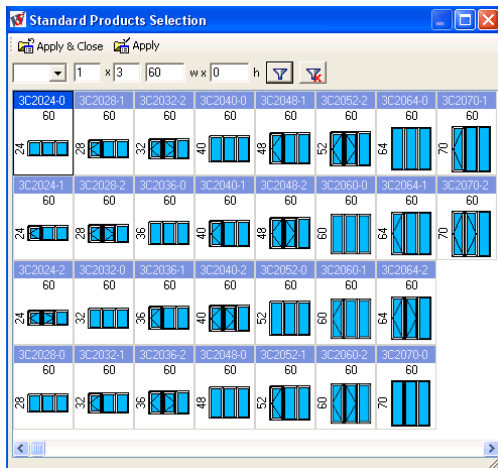 Standard Products Selection
Apply & Close Apply
1 x 3 60 w x 0 h
3C2024-0 3C2028-1 3C2032-2 3C2040-0 3C2048-1 3C2052-2 3C2064-0 3C2070-1
60 60 60 60 60 60 60 60
24 28 32 40 48 52 64 70
3C2024-1 3C2028-2 3C2036-0 3C2040-1 3C2048-2 3C2060-0 3C2064-1 3C2070-2
60 60 60 60 60 60 60 60
24 28 36 40 48 60 64 70
3C2024-2 3C2032-0 3C2036-1 3C2040-2 3C2052-0 3C2060-1 3C2064-2
60 60 60 60 60 60 60
24 32 36 40 52 60 64
3C2028-0 3C2032-1 3C2036-2 3C2048-0 3C2052-1 3C2060-2 3C2070-0
60 60 60 60 60 60 60
28 32 36 48 52 60 70